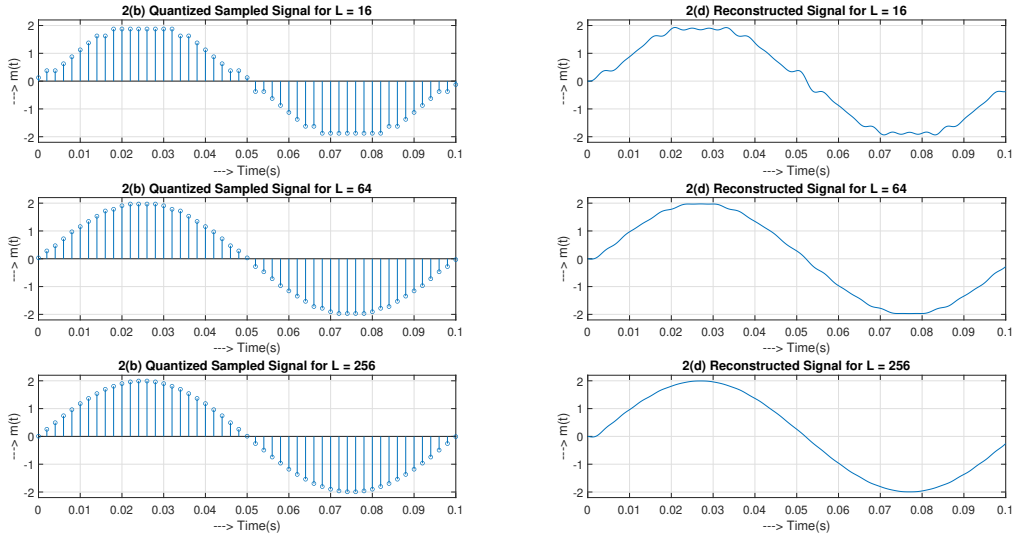 2(b) Quantized Sampled Signal for L = 16
---> m(t)
2
1
0
-1
-2
0 0.01 0.02 0.03 0.04 0.05 0.06 0.07 0.08 0.09 0.1
---> Time(s)
2(d) Reconstructed Signal for L = 16
---> m(t)
2
1
0
-1
-2
0 0.01 0.02 0.03 0.04 0.05 0.06 0.07 0.08 0.09 0.1
---> Time(s)
2(b) Quantized Sampled Signal for L = 64
---> m(t)
2
1
0
-1
-2
0 0.01 0.02 0.03 0.04 0.05 0.06 0.07 0.08 0.09 0.1
---> Time(s)
2(d) Reconstructed Signal for L = 64
---> m(t)
2
1
0
-1
-2
0 0.01 0.02 0.03 0.04 0.05 0.06 0.07 0.08 0.09 0.1
---> Time(s)
2(b) Quantized Sampled Signal for L = 256
---> m(t)
2
1
0
-1
-2
0 0.01 0.02 0.03 0.04 0.05 0.06 0.07 0.08 0.09 0.1
---> Time(s)
2(d) Reconstructed Signal for L = 256
---> m(t)
2
1
0
-1
-2
0 0.01 0.02 0.03 0.04 0.05 0.06 0.07 0.08 0.09 0.1
---> Time(s)